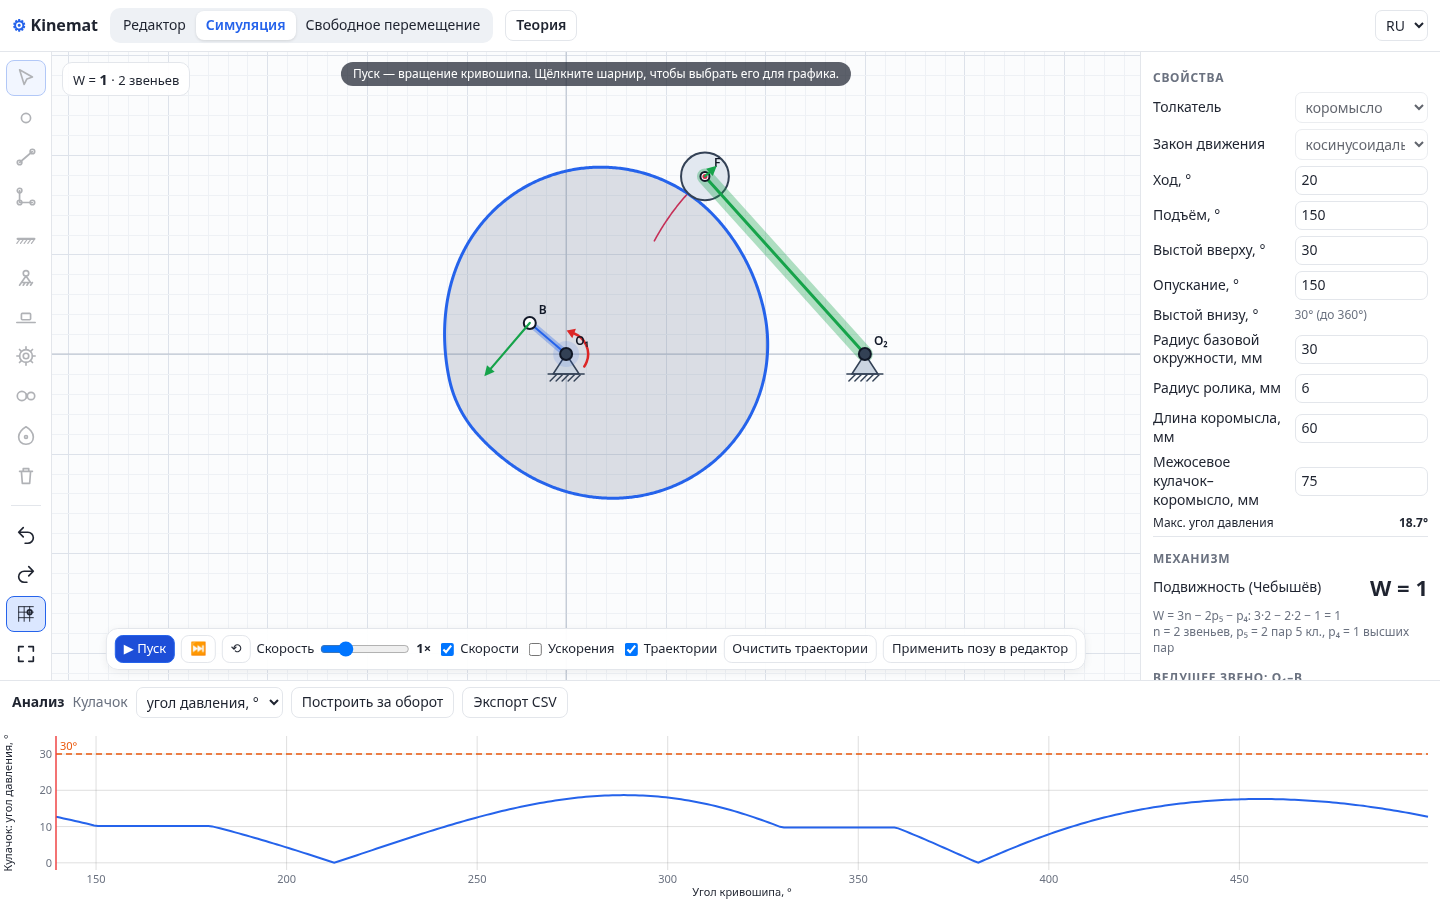 ⚙ Kinemat Редактор Симуляция Свободное перемещение Теория RU
W = 1 · 2 звеньев
Пуск — вращение кривошипа. Щёлкните шарнир, чтобы выбрать его для графика.
F
B
O₁
O₂
СВОЙСТВА
Толкатель коромысло
Закон движения косинусоидаль
Ход, ° 20
Подъём, ° 150
Выстой вверху, ° 30
Опускание, ° 150
Выстой внизу, ° 30° (до 360°)
Радиус базовой
окружности, мм 30
Радиус ролика, мм 6
Длина коромысла,
мм 60
Межосевое
кулачок–
коромысло, мм 75
Макс. угол давления 18.7°
МЕХАНИЗМ
Подвижность (Чебышёв) W = 1
W = 3n − 2p₅ − p₄: 3·2 − 2·2 − 1 = 1
n = 2 звеньев, p₅ = 2 пар 5 кл., p₄ = 1 высших
пар
ВЕДУЩЕЕ ЗВЕНО: O₁–B
▶ Пуск ⏩ ⟲ Скорость 1× Скорости Ускорения Траектории Очистить траектории Применить позу в редактор
Анализ Кулачок угол давления, ° Построить за оборот Экспорт CSV
Кулачок: угол давления, °
30°
30
20
10
0
150 200 250 300 350 400 450
Угол кривошипа, °